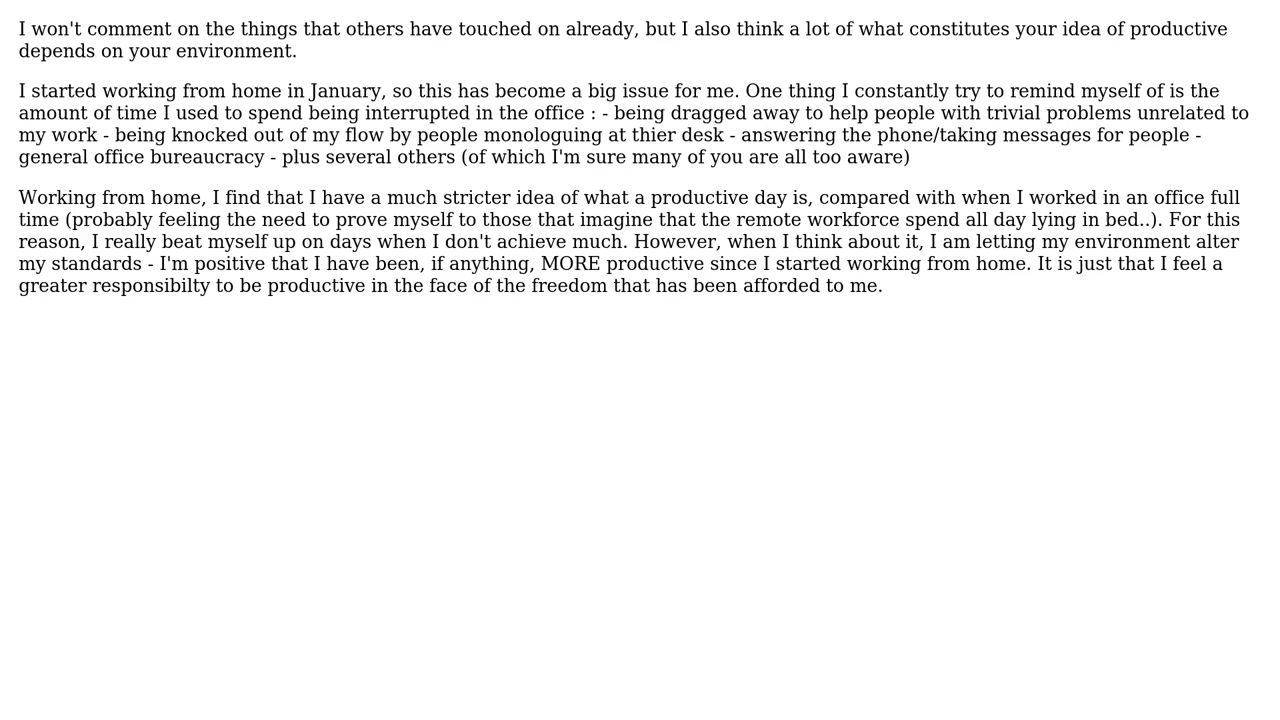 I won't comment on the things that others have touched on already, but I also think a lot of what constitutes your idea of productive
depends on your environment.
I started working from home in January, so this has become a big issue for me. One thing I constantly try to remind myself of is the
amount of time I used to spend being interrupted in the office : - being dragged away to help people with trivial problems unrelated to
my work - being knocked out of my flow by people monologuing at thier desk - answering the phone/taking messages for people -
general office bureaucracy - plus several others (of which I'm sure many of you are all too aware)
Working from home, I find that I have a much stricter idea of what a productive day is, compared with when I worked in an office full
time (probably feeling the need to prove myself to those that imagine that the remote workforce spend all day lying in bed..). For this
reason, I really beat myself up on days when I don't achieve much. However, when I think about it, I am letting my environment alter
my standards - I'm positive that I have been, if anything, MORE productive since I started working from home. It is just that I feel a
greater responsibilty to be productive in the face of the freedom that has been afforded to me.